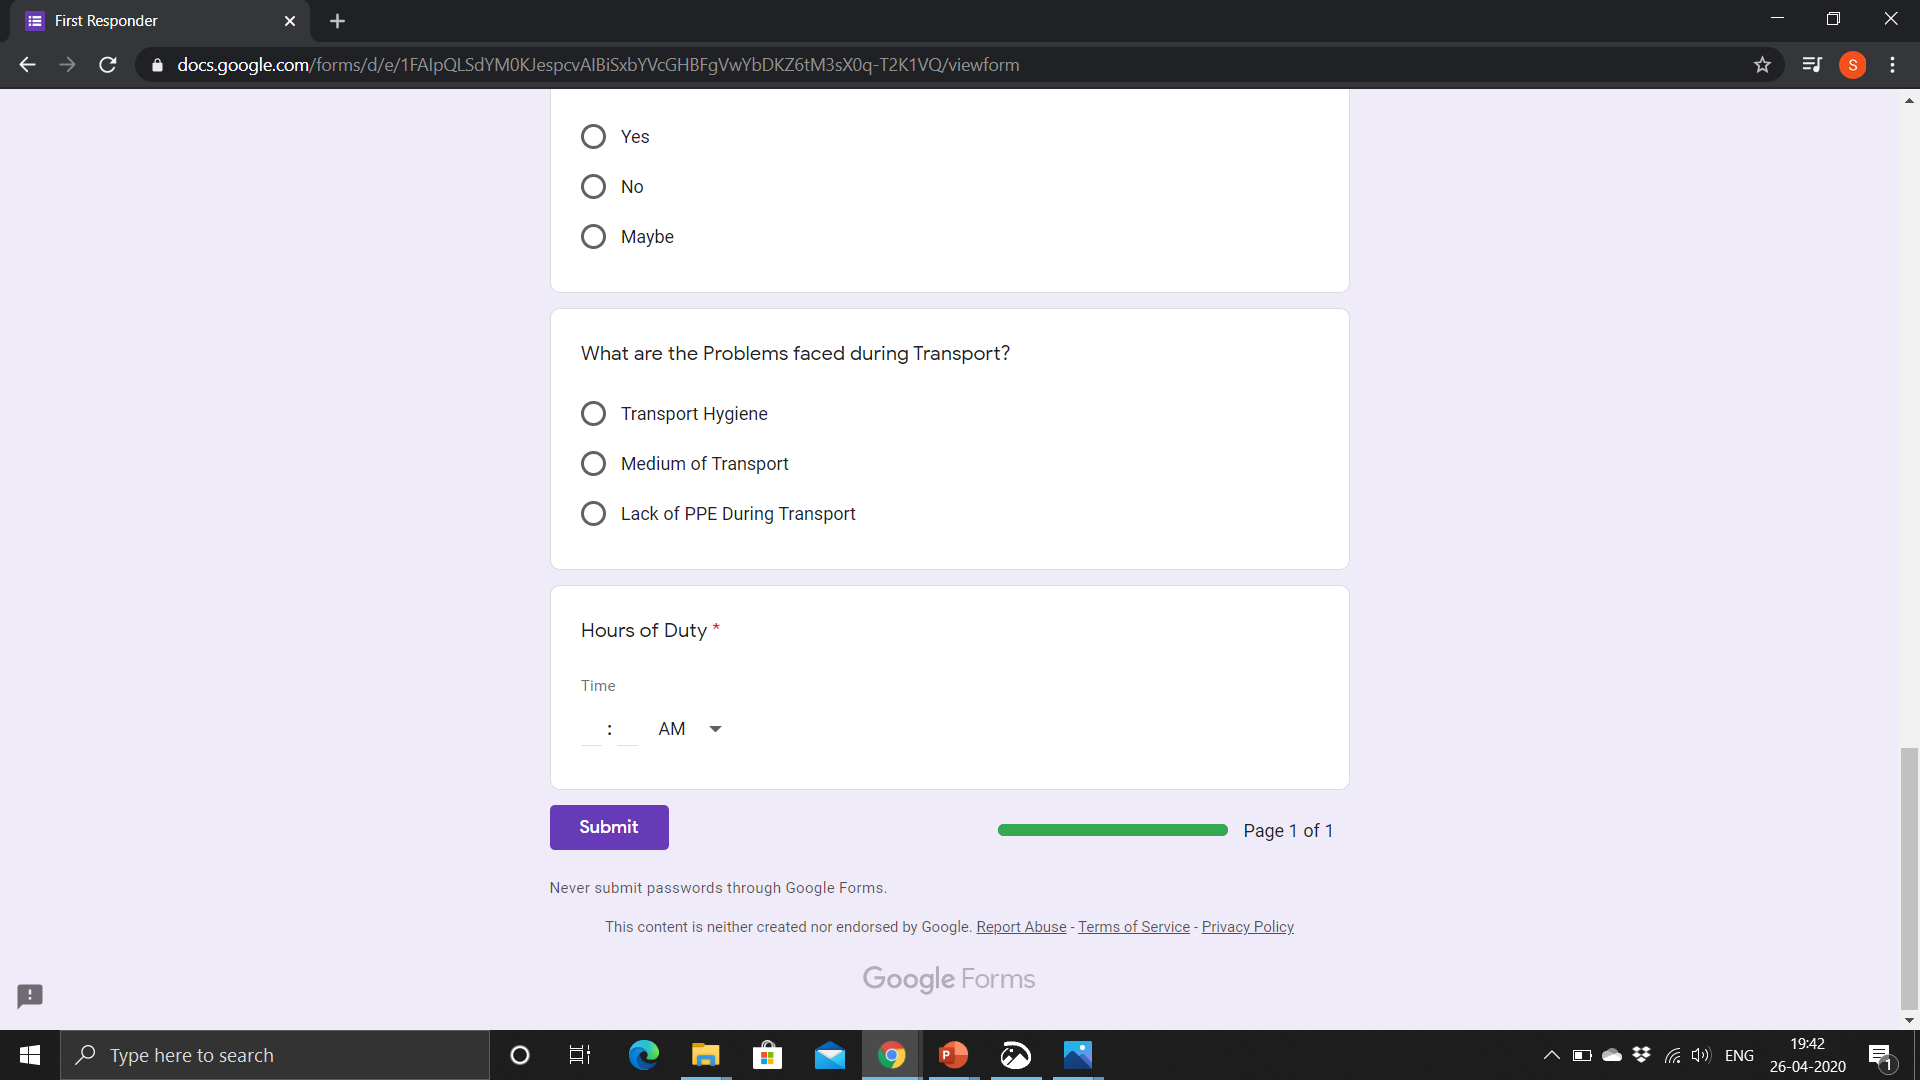 First Responder
docs.google.com/forms/d/e/1FAIpQLSdYM0KJespcvAIBiSxbYVcGHBFgVwYbDKZ6tM3sX0q-T2K1VQ/viewform
S
Yes
No
Maybe
What are the Problems faced during Transport?
Transport Hygiene
Medium of Transport
Lack of PPE During Transport
Hours of Duty *
Time
: AM
Submit
Page 1 of 1
Never submit passwords through Google Forms.
This content is neither created nor endorsed by Google. Report Abuse - Terms of Service - Privacy Policy
Google Forms
Type here to search
P
ENG
19:42
26-04-2020
1